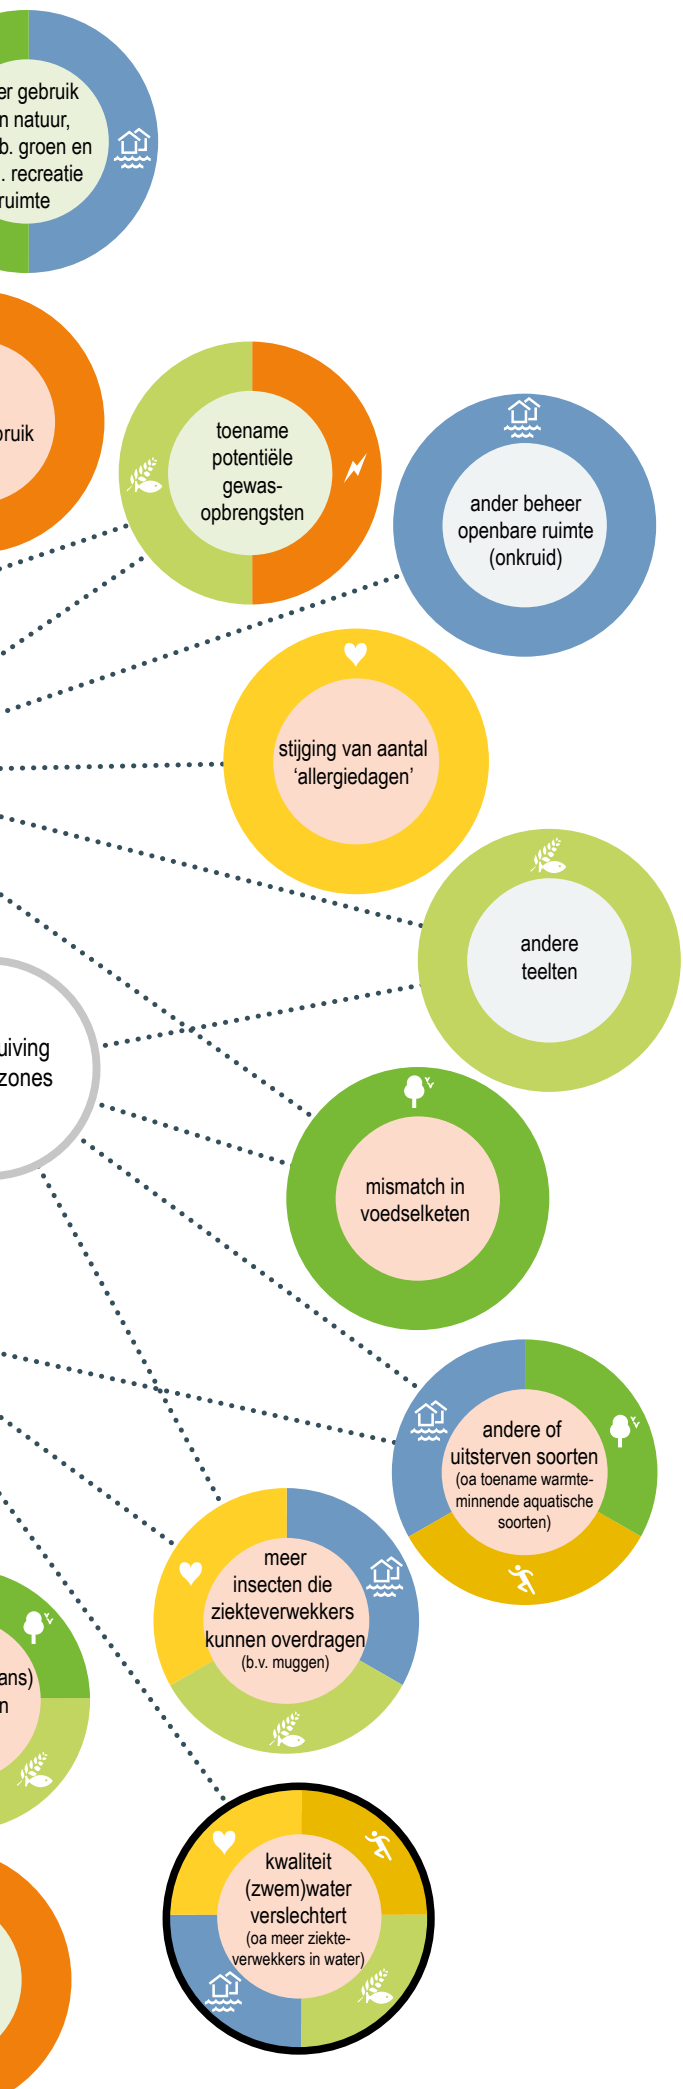 er gebruik
n natuur,
b. groen en
. recreatie
ruimte
ruik
toename
potentiële
gewas-
opbrengsten
ander beheer
openbare ruimte
(onkruid)
stijging van aantal
‘allergiedagen’
andere
teelten
uiving
zones
mismatch in
voedselketen
andere of
uitsterven soorten
(oa toename warmte-
minnende aquatische
soorten)
meer
insecten die
ziekteverwekkers
kunnen overdragen
(b.v. muggen)
ans)
n
kwaliteit
(zwem)water
verslechtert
(oa meer ziekte-
verwekkers in water)